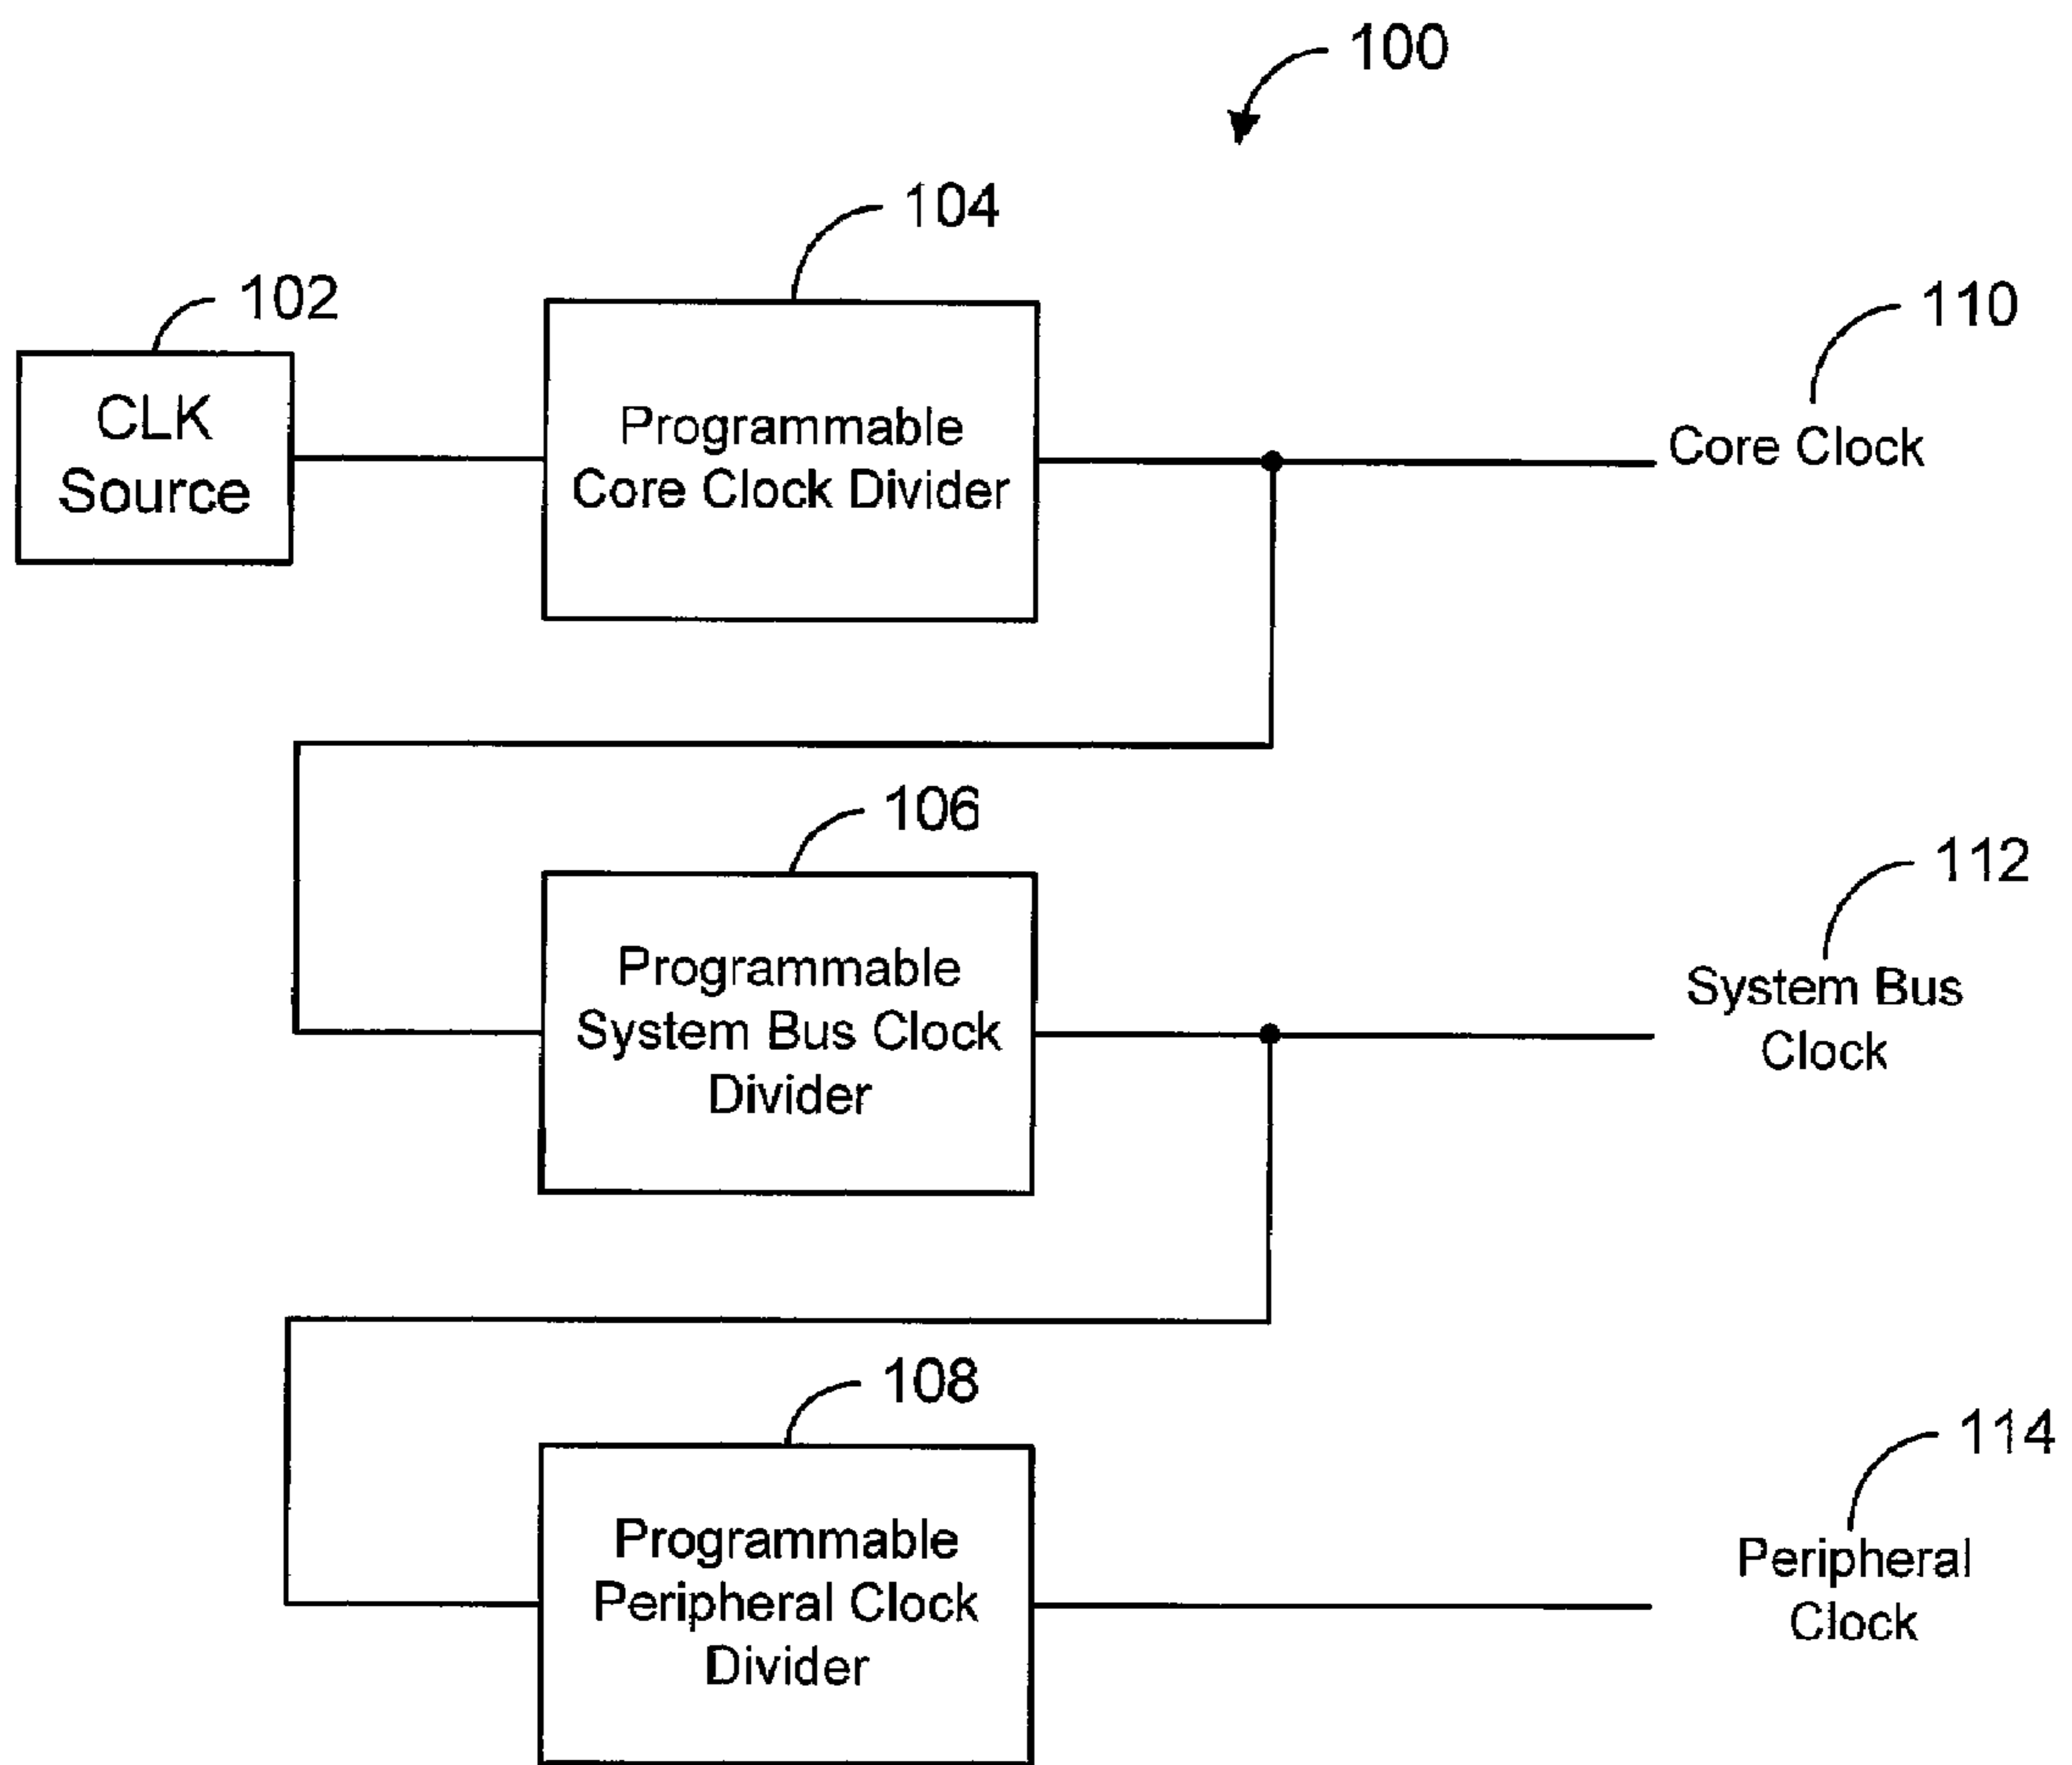 100
104
102
110
CLK
Source
Programmable
Core Clock Divider
Core Clock
106
112
Programmable
System Bus Clock
Divider
System Bus
Clock
108
114
Programmable
Peripheral Clock
Divider
Peripheral
Clock